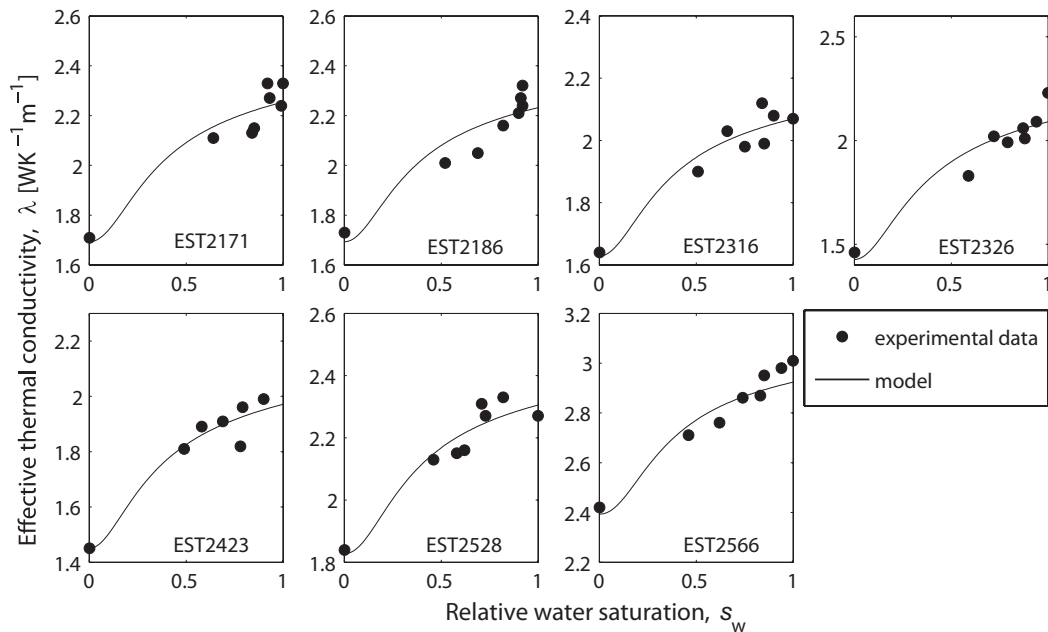 Effective thermal conductivity, λ [WK⁻¹m⁻¹]
2.6
2.4
2.2
2
1.8
1.6
0 0.5 1
EST2171
2.6
2.4
2.2
2
1.8
1.6
0 0.5 1
EST2186
2.4
2.2
2
1.8
1.6
0 0.5 1
EST2316
2.5
2
1.5
0 0.5 1
EST2326
2.2
2
1.8
1.6
1.4
0 0.5 1
EST2423
2.6
2.4
2.2
2
1.8
0 0.5 1
EST2528
3.2
3
2.8
2.6
2.4
2.2
0 0.5 1
EST2566
experimental data
model
Relative water saturation, s_w